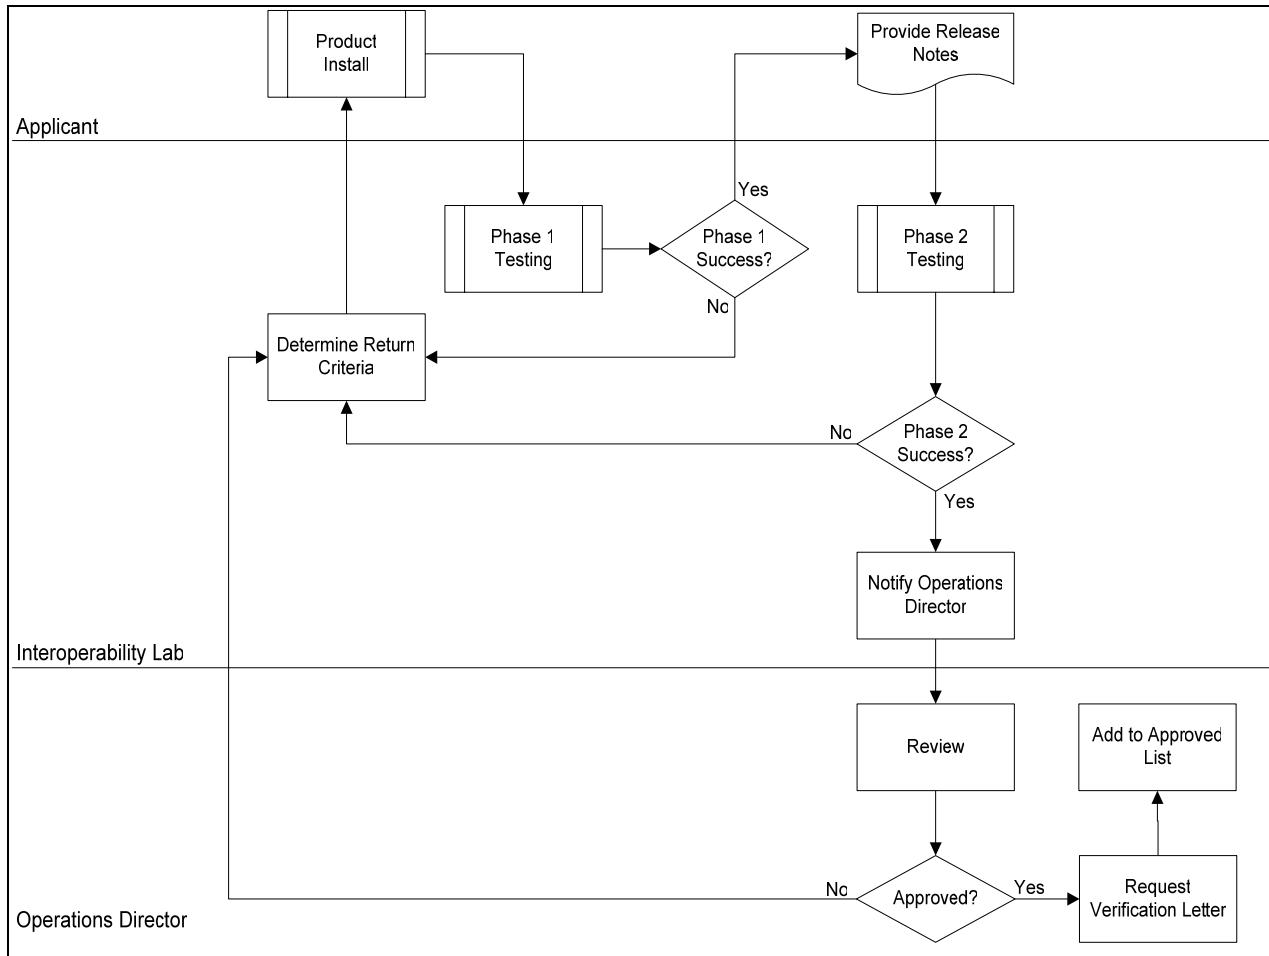 Product
Install
Provide Release
Notes
Applicant
Yes
Phase 1
Testing
Phase 1
Success?
Phase 2
Testing
No
Determine Return
Criteria
No
Phase 2
Success?
Yes
Notify Operations
Director
Interoperability Lab
Review
Add to Approved
List
No
Approved?
Yes
Request
Verification Letter
Operations Director